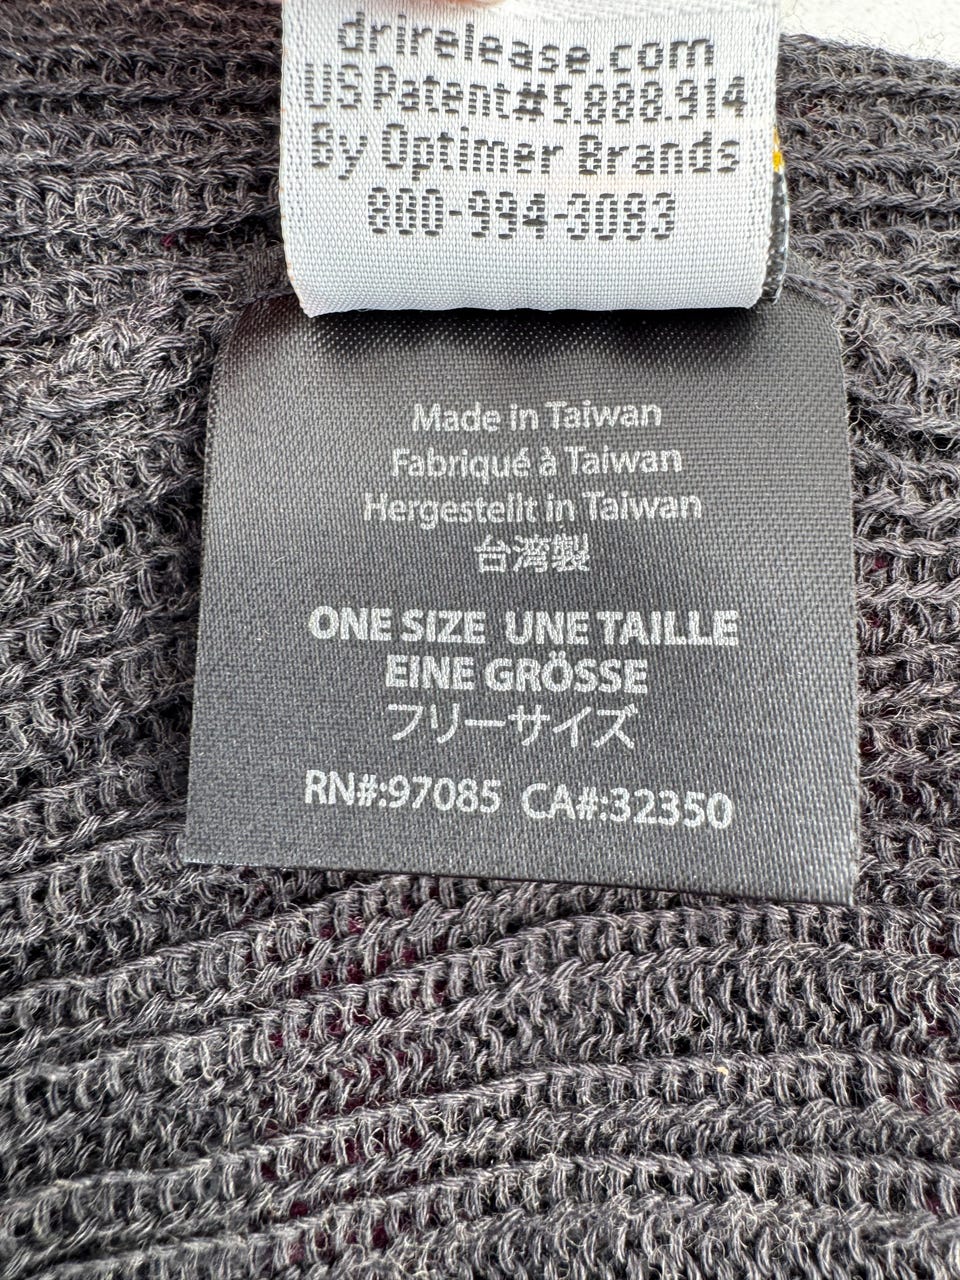 drirelease.com
US Patent#5.888.914
By Optimer Brands
800-994-3083
Made in Taiwan
Fabriqué à Taiwan
Hergestellt in Taiwan
台湾製
ONE SIZE UNE TAILLE
EINE GRÖSSE
フリーサイズ
RN#:97085 CA#:32350